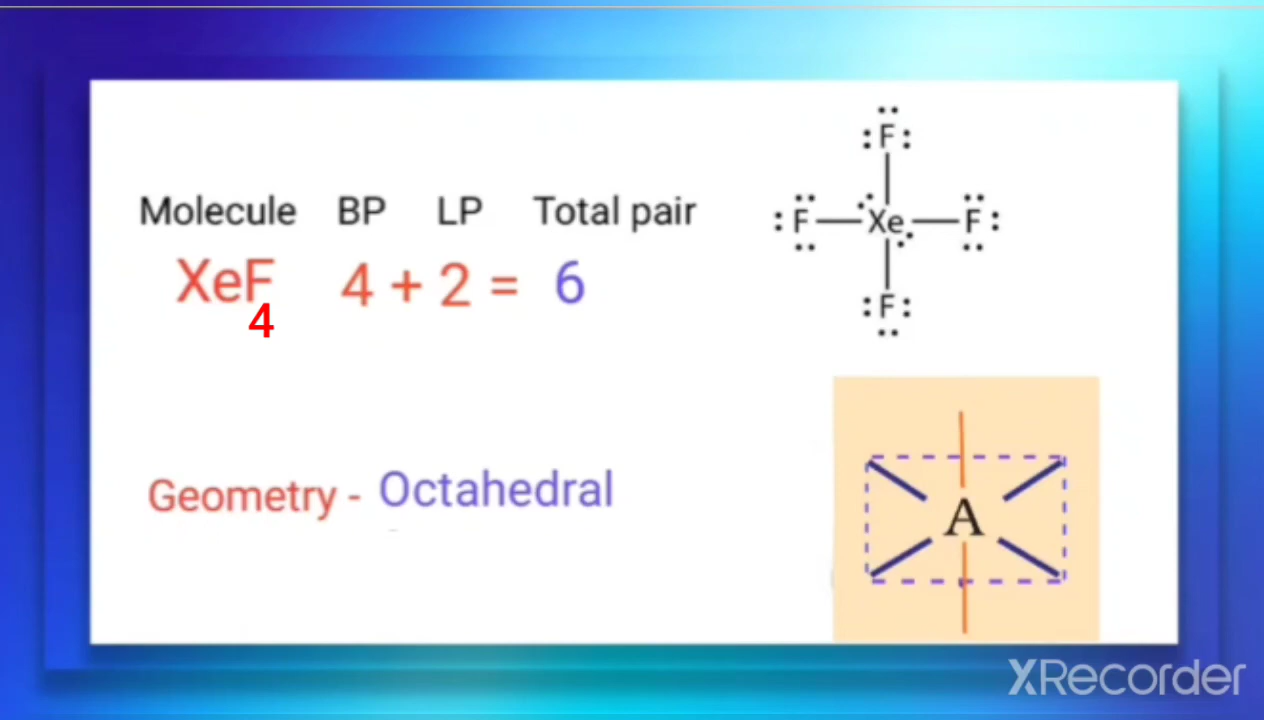 Molecule BP LP Total pair
XeF4 4 + 2 = 6
Geometry - Octahedral
:F:
:F—Xe—F:
:F:
A
XRecorder